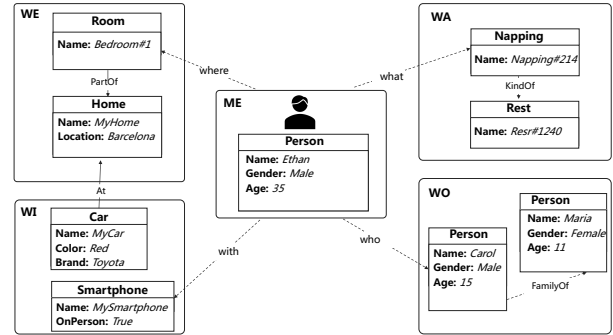 WE
Room
Name: Bedroom#1
PartOf
Home
Name: MyHome
Location: Barcelona
At
WI
Car
Name: MyCar
Color: Red
Brand: Toyota
Smartphone
Name: MySmartphone
OnPerson: True
where
what
ME
Person
Name: Ethan
Gender: Male
Age: 35
with
who
WA
Napping
Name: Napping#214
KindOf
Rest
Name: Resr#1240
WO
Person
Name: Carol
Gender: Male
Age: 15
Person
Name: Maria
Gender: Female
Age: 11
FamilyOf